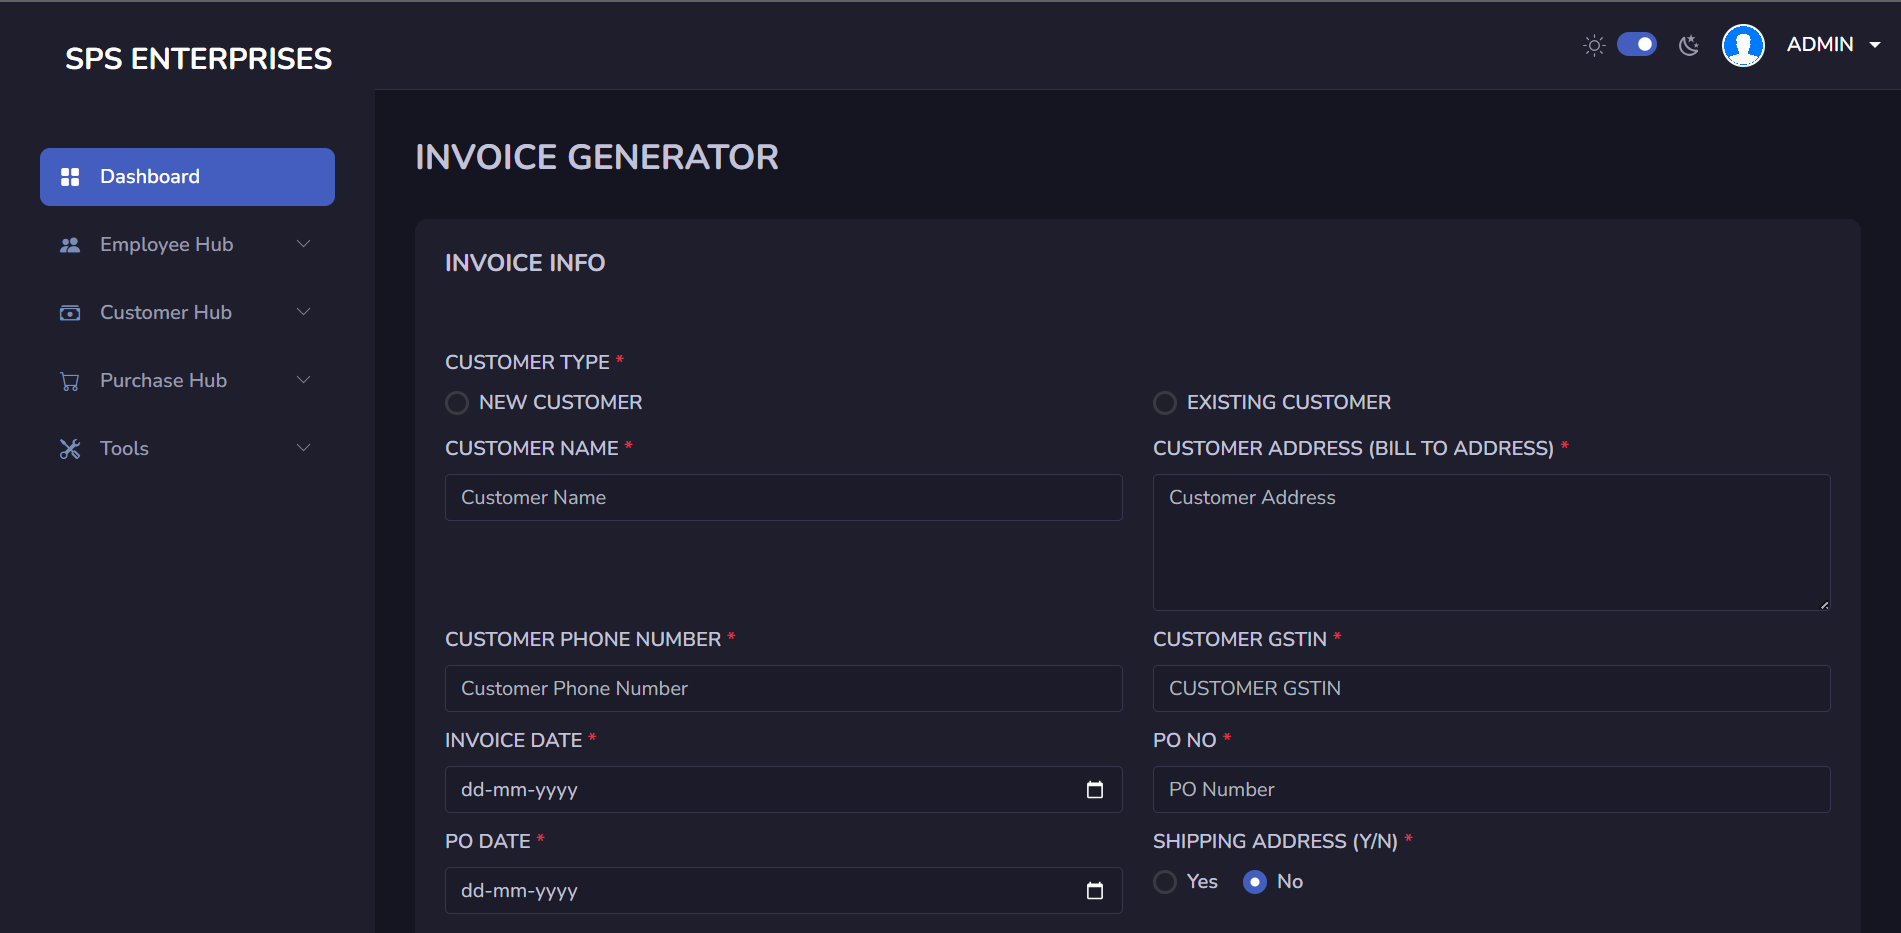 SPS ENTERPRISES
ADMIN
Dashboard
Employee Hub
Customer Hub
Purchase Hub
Tools
INVOICE GENERATOR
INVOICE INFO
CUSTOMER TYPE *
NEW CUSTOMER
EXISTING CUSTOMER
CUSTOMER NAME *
Customer Name
CUSTOMER ADDRESS (BILL TO ADDRESS) *
Customer Address
CUSTOMER PHONE NUMBER *
Customer Phone Number
CUSTOMER GSTIN *
CUSTOMER GSTIN
INVOICE DATE *
dd-mm-yyyy
PO NO *
PO Number
PO DATE *
dd-mm-yyyy
SHIPPING ADDRESS (Y/N) *
Yes No